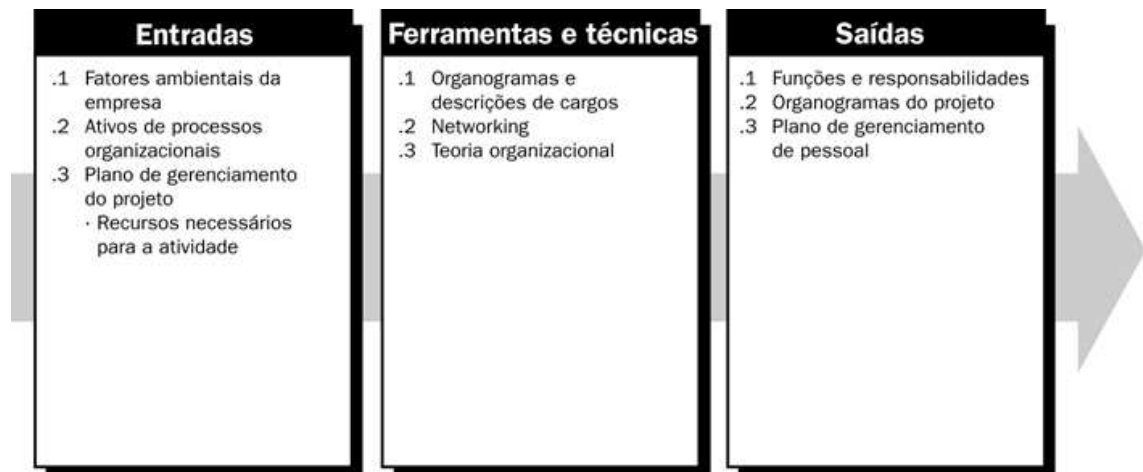 Entradas
.1 Fatores ambientais da
empresa
.2 Ativos de processos
organizacionais
.3 Plano de gerenciamento
do projeto
· Recursos necessários
para a atividade
Ferramentas e técnicas
.1 Organogramas e
descrições de cargos
.2 Networking
.3 Teoria organizacional
Saídas
.1 Funções e responsabilidades
.2 Organogramas do projeto
.3 Plano de gerenciamento
de pessoal